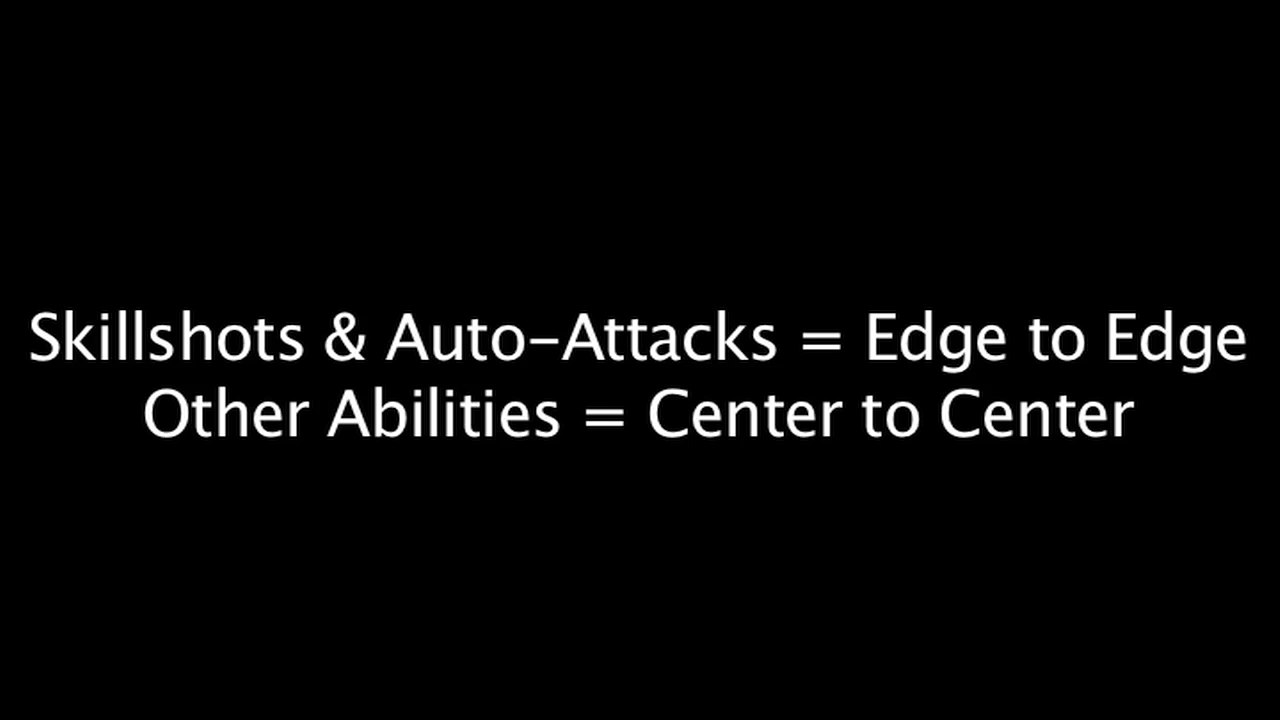 Skillshots & Auto-Attacks = Edge to Edge
Other Abilities = Center to Center